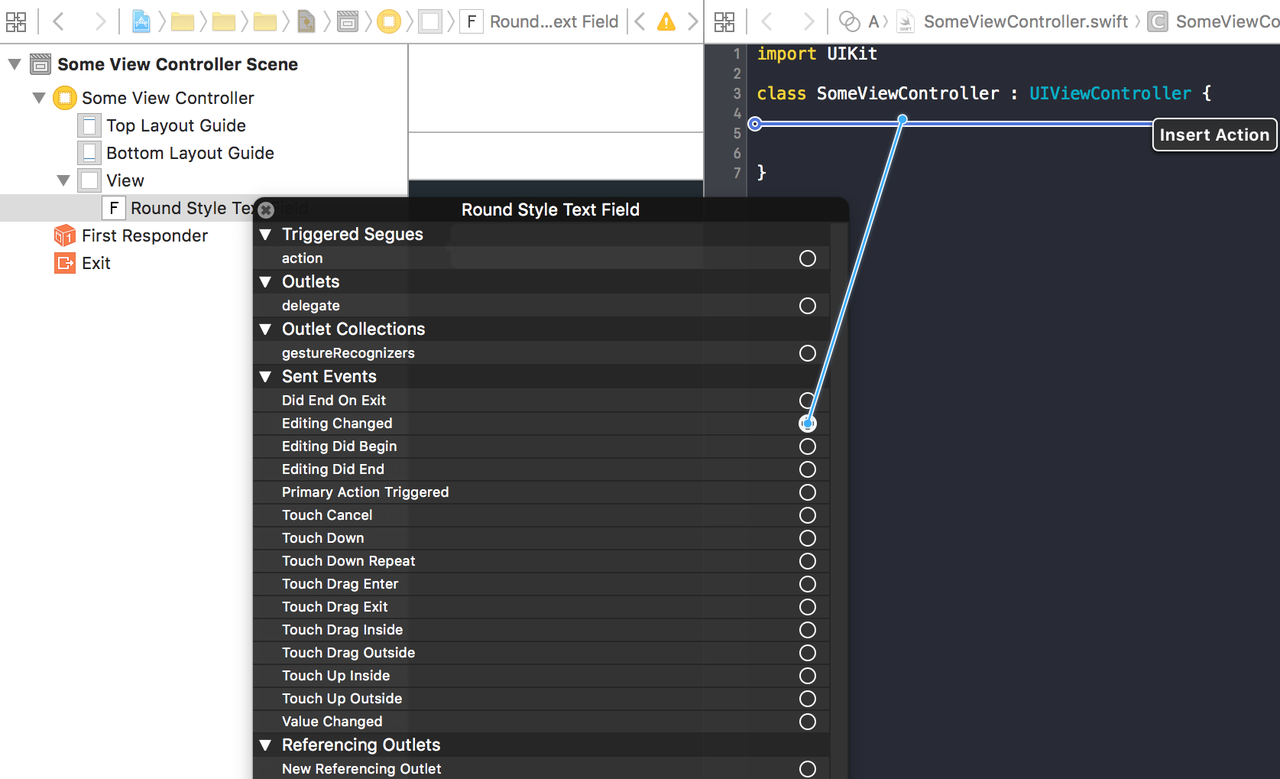 F Round...ext Field
A
SomeViewController.swift
C SomeViewCo
Some View Controller Scene
Some View Controller
Top Layout Guide
Bottom Layout Guide
View
F Round Style Text Field
First Responder
Exit
1 import UIKit
2
3 class SomeViewController : UIViewController {
4
5
6
7 }
Insert Action
Round Style Text Field
Triggered Segues
action
Outlets
delegate
Outlet Collections
gestureRecognizers
Sent Events
Did End On Exit
Editing Changed
Editing Did Begin
Editing Did End
Primary Action Triggered
Touch Cancel
Touch Down
Touch Down Repeat
Touch Drag Enter
Touch Drag Exit
Touch Drag Inside
Touch Drag Outside
Touch Up Inside
Touch Up Outside
Value Changed
Referencing Outlets
New Referencing Outlet